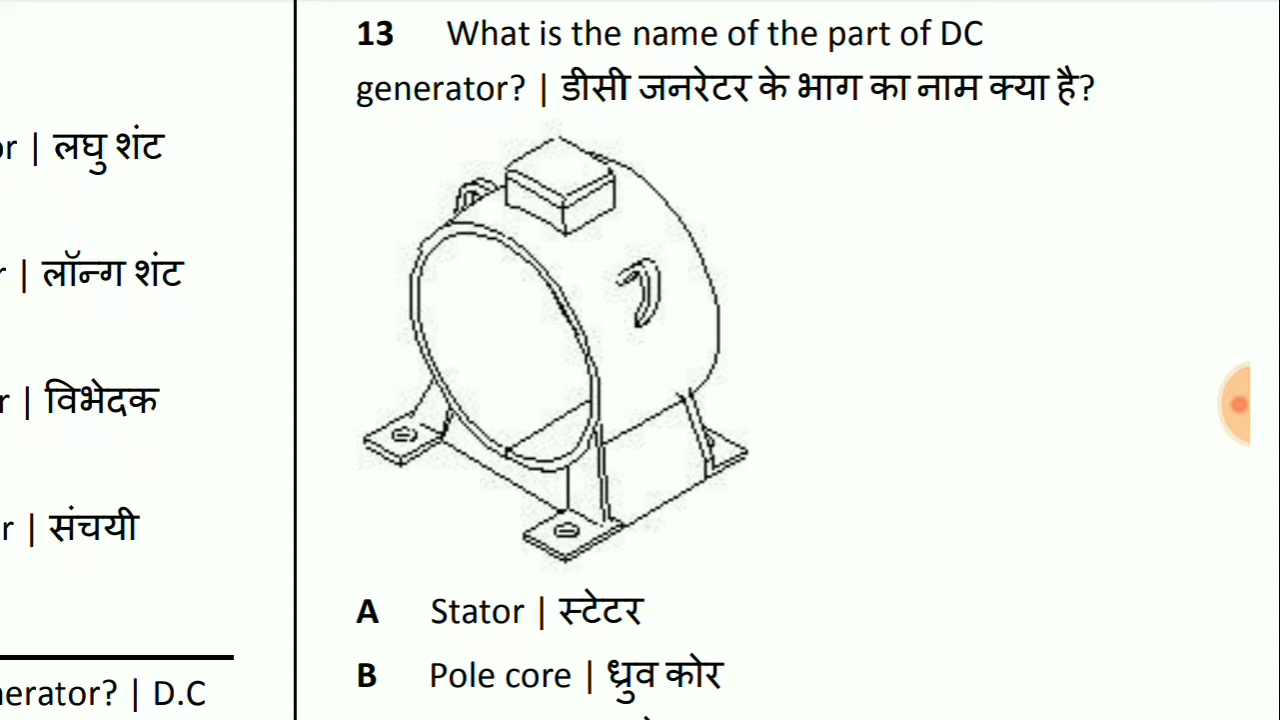 or | लघु शंट
r | लॉन्ग शंट
r | विभेदक
r | संचयी
nerator? | D.C
13 What is the name of the part of DC
generator? | डीसी जनरेटर के भाग का नाम क्या है?
A Stator | स्टेटर
B Pole core | ध्रुव कोर